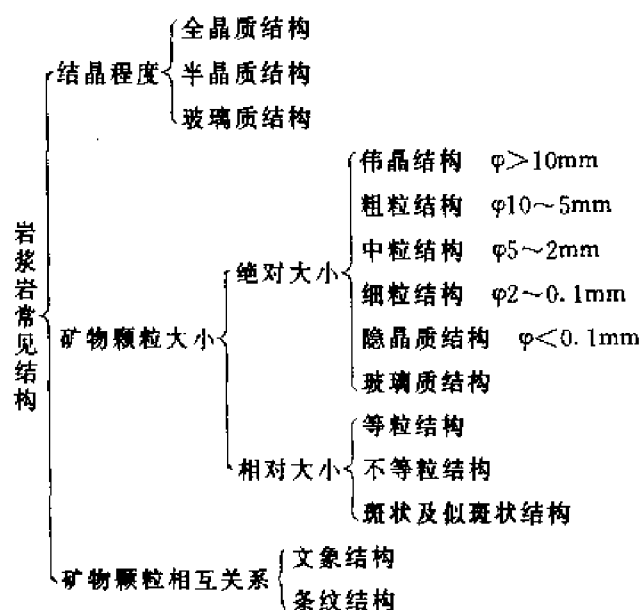 岩浆岩常见结构
结晶程度
全晶质结构
半晶质结构
玻璃质结构
矿物颗粒大小
绝对大小
伟晶结构 φ>10mm
粗粒结构 φ10~5mm
中粒结构 φ5~2mm
细粒结构 φ2~0.1mm
隐晶质结构 φ<0.1mm
玻璃质结构
相对大小
等粒结构
不等粒结构
斑状及似斑状结构
矿物颗粒相互关系
文象结构
条纹结构